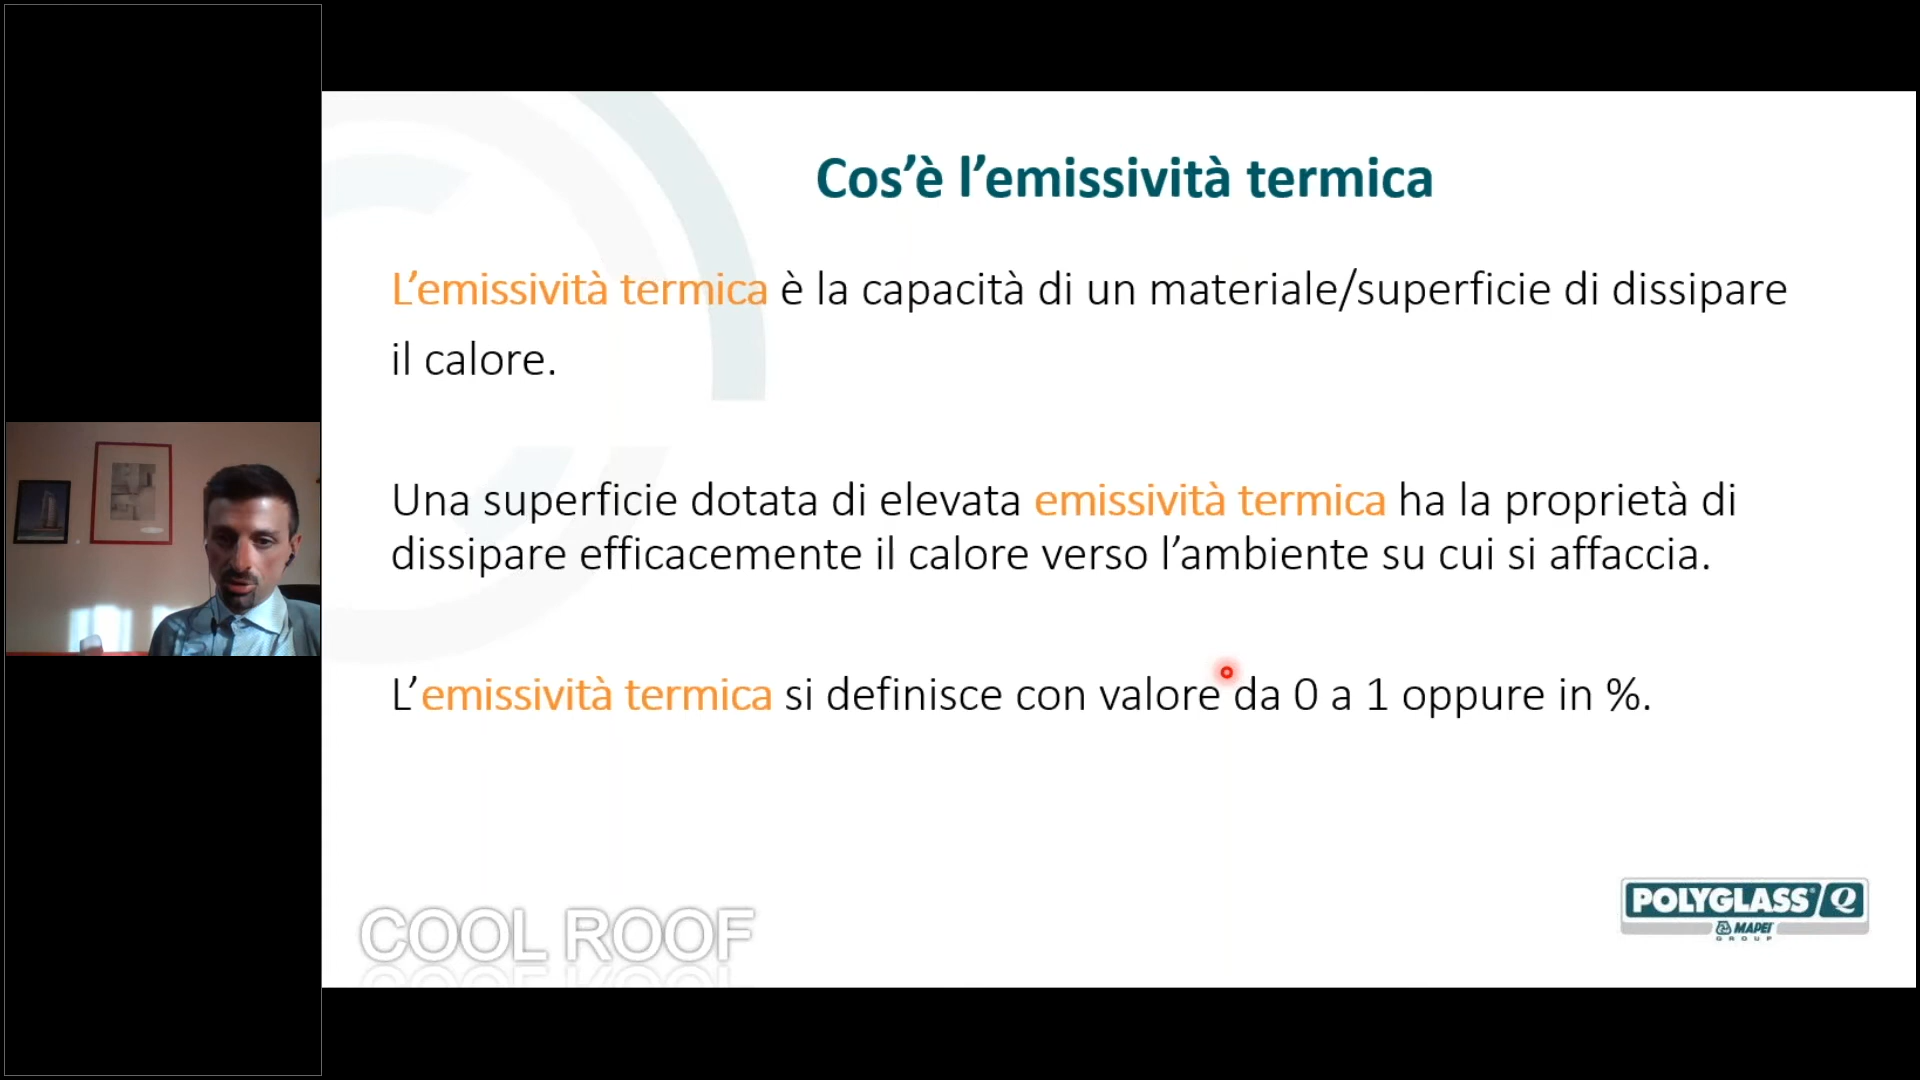 Cos’è l’emissività termica
L’emissività termica è la capacità di un materiale/superficie di dissipare
il calore.
Una superficie dotata di elevata emissività termica ha la proprietà di
dissipare efficacemente il calore verso l’ambiente su cui si affaccia.
L’emissività termica si definisce con valore da 0 a 1 oppure in %.
COOL ROOF
POLYGLASS® Q
MAPEI
GROUP